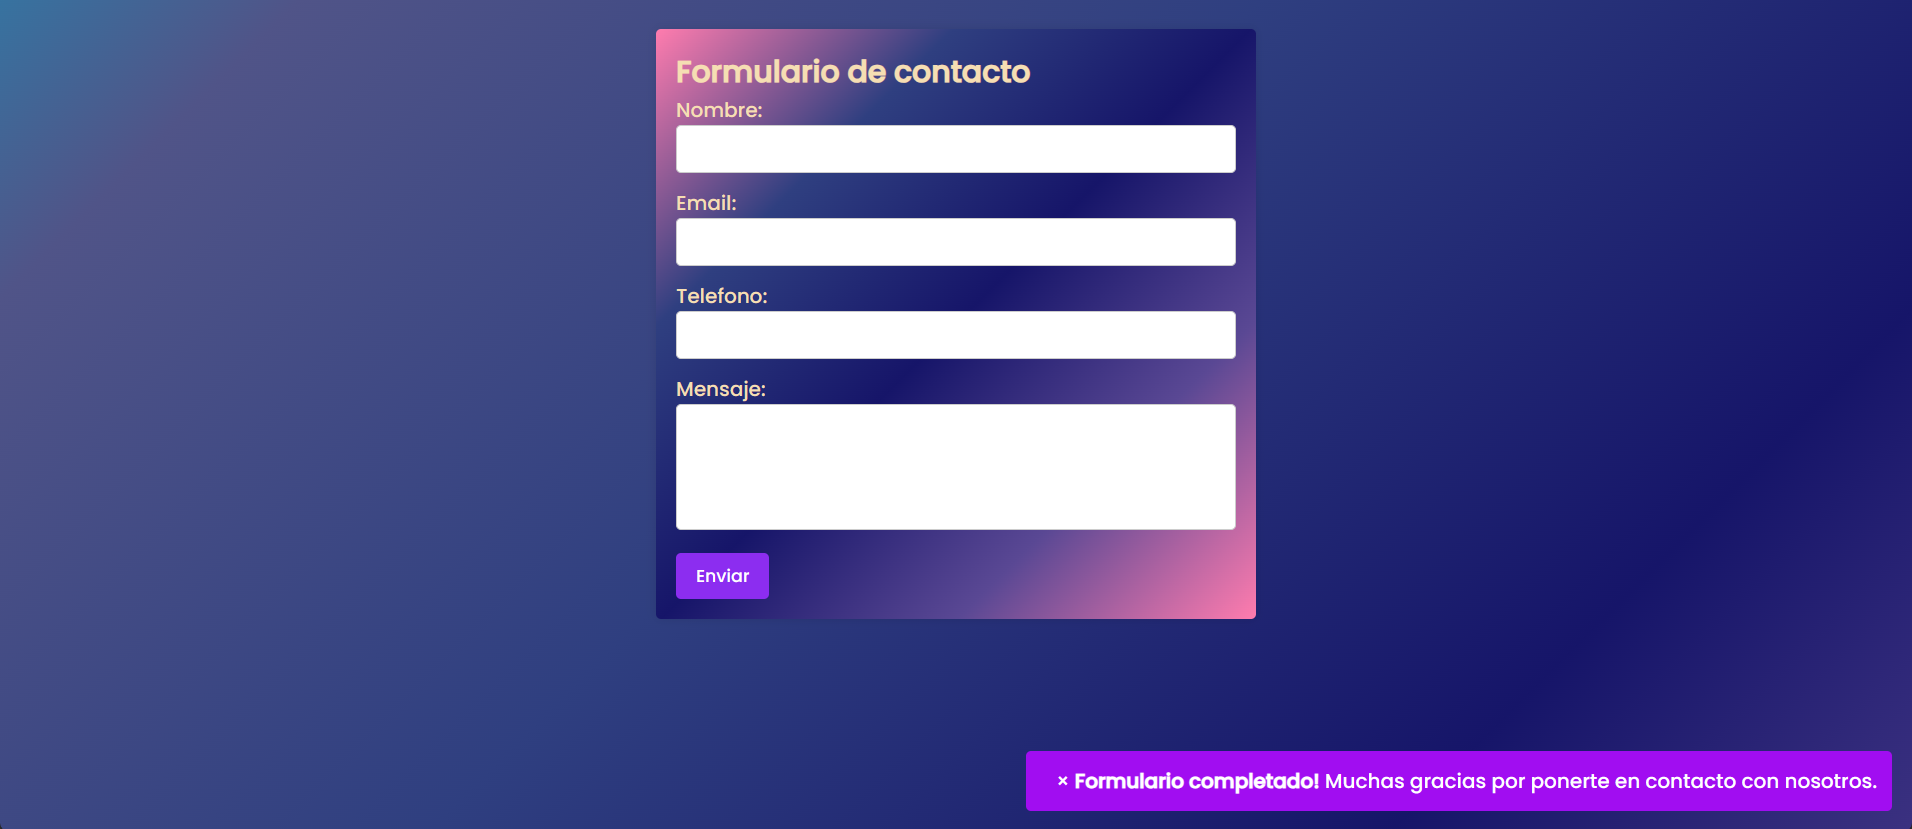 Formulario de contacto
Nombre:
Email:
Telefono:
Mensaje:
Enviar
× Formulario completado! Muchas gracias por ponerte en contacto con nosotros.